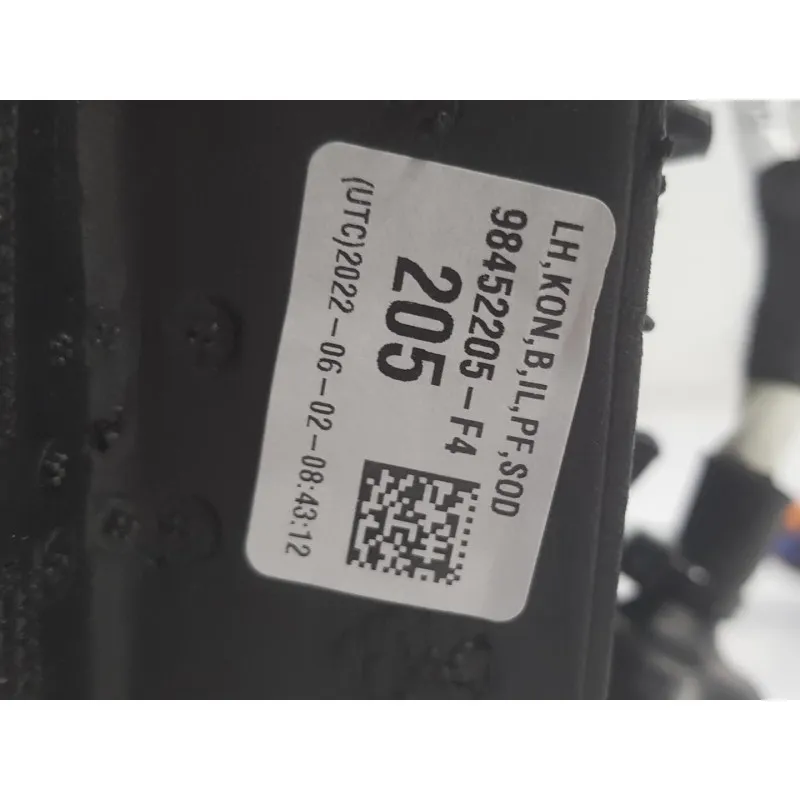 LH,KON,B,IL,PF,SOD
98452205-F4
205
(UTC)2022-06-02-08:43:12